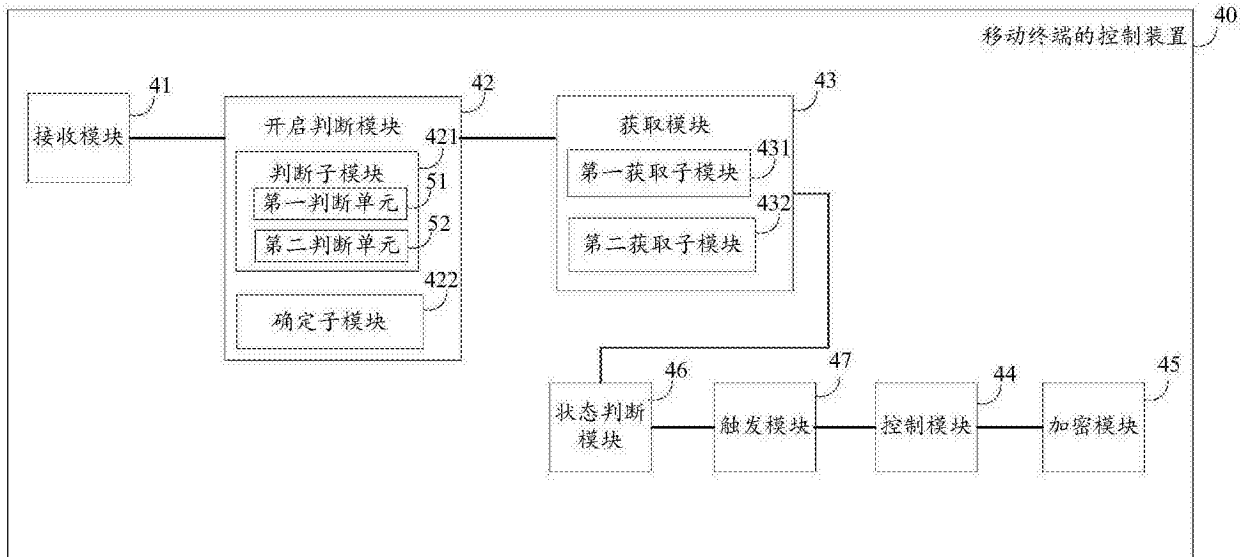 移动终端的控制装置
40
41
接收模块
42
开启判断模块
421
判断子模块
51
第一判断单元
52
第二判断单元
422
确定子模块
43
获取模块
431
第一获取子模块
432
第二获取子模块
46
状态判断
模块
47
触发模块
44
控制模块
45
加密模块